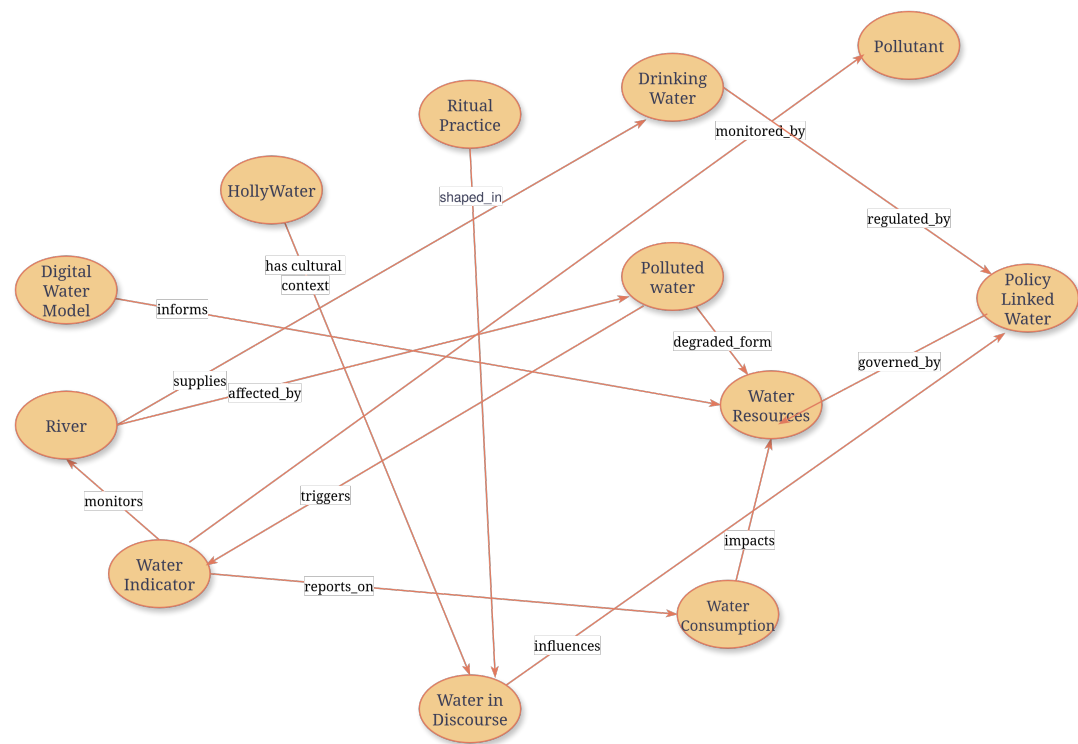 Pollutant
Drinking
Water
Ritual
Practice
monitored_by
HollyWater
shaped_in
regulated_by
has cultural
context
Digital
Water
Model
Polluted
water
Policy
Linked
Water
informs
degraded_form
governed_by
supplies
affected_by
Water
Resources
River
monitors
triggers
impacts
Water
Indicator
reports_on
Water
Consumption
influences
Water in
Discourse